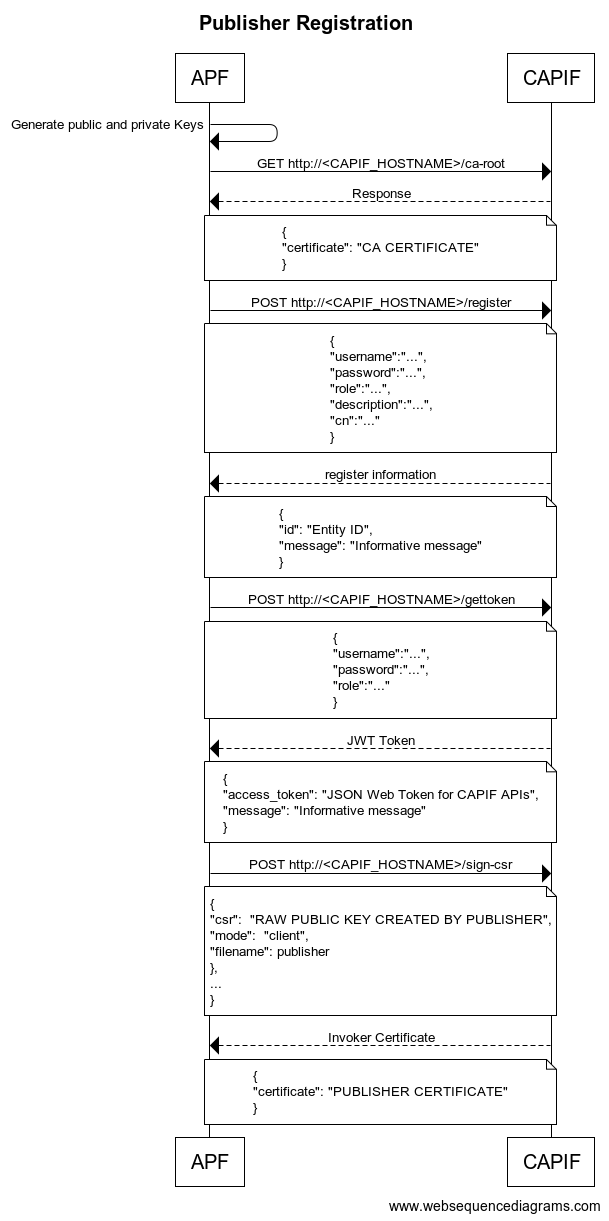 Publisher Registration
APF
CAPIF
Generate public and private Keys
GET http://<CAPIF_HOSTNAME>/ca-root
Response
{
"certificate": "CA CERTIFICATE"
}
POST http://<CAPIF_HOSTNAME>/register
{
"username":"...",
"password":"...",
"role":"...",
"description":"...",
"cn":"..."
}
register information
{
"id": "Entity ID",
"message": "Informative message"
}
POST http://<CAPIF_HOSTNAME>/gettoken
{
"username":"...",
"password":"...",
"role":"..."
}
JWT Token
{
"access_token": "JSON Web Token for CAPIF APIs",
"message": "Informative message"
}
POST http://<CAPIF_HOSTNAME>/sign-csr
{
"csr":  "RAW PUBLIC KEY CREATED BY PUBLISHER",
"mode":  "client",
"filename": publisher
},
...
}
Invoker Certificate
{
"certificate": "PUBLISHER CERTIFICATE"
}
APF
CAPIF
www.websequencediagrams.com